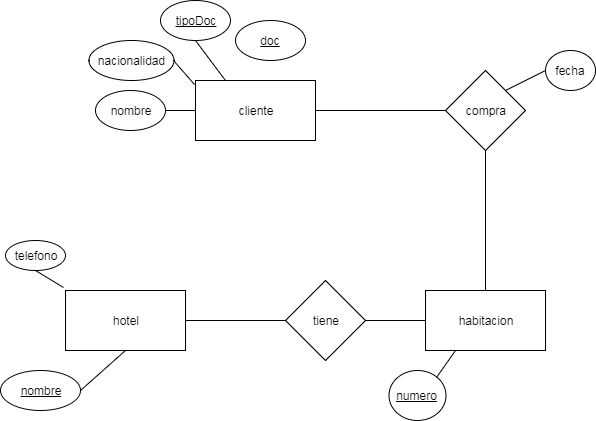 tipoDoc
doc
nacionalidad
fecha
nombre
cliente
compra
telefono
hotel
tiene
habitacion
nombre
numero